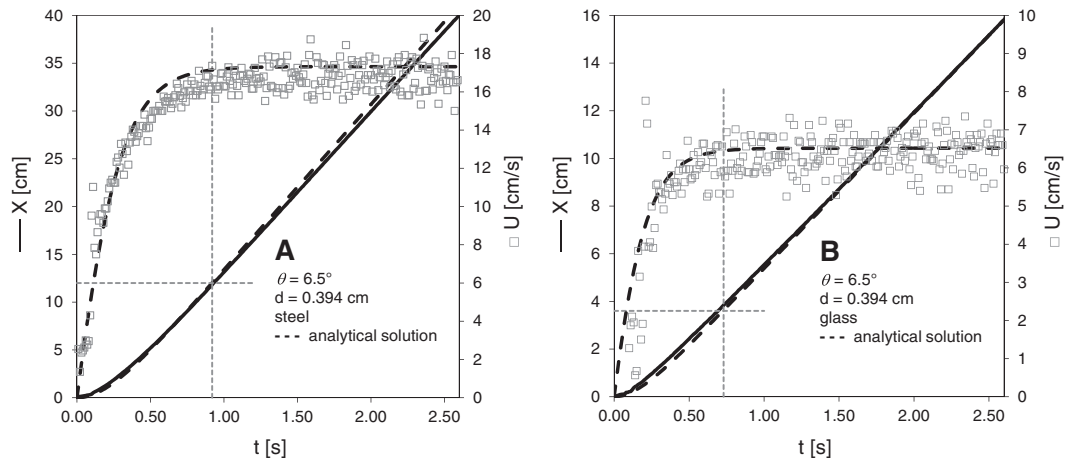 40
35
30
25
20
15
10
5
0
X [cm]
20
18
16
14
12
10
8
6
4
2
0
U [cm/s]
0.00 0.50 1.00 1.50 2.00 2.50
t [s]
A
θ = 6.5°
d = 0.394 cm
steel
analytical solution
16
14
12
10
8
6
4
2
0
X [cm]
10
9
8
7
6
5
4
3
2
1
0
U [cm/s]
0.00 0.50 1.00 1.50 2.00 2.50
t [s]
B
θ = 6.5°
d = 0.394 cm
glass
analytical solution